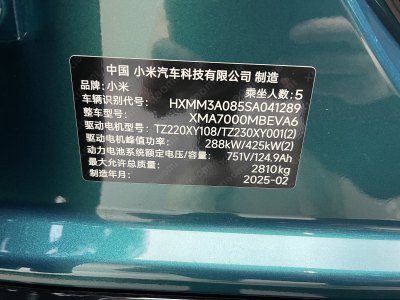 中国 小米汽车科技有限公司 制造
品牌：小米 乘坐人数：5
车辆识别代号： HXMM3A085SA041289
整车型号： XMA7000MBEVA6
驱动电机型号： TZ220XY108/TZ230XY001(2)
驱动电机峰值功率： 288kW/425kW(2)
动力电池系统额定电压/容量： 751V/124.9Ah
最大允许总质量： 2810kg
制造年月： 2025-02